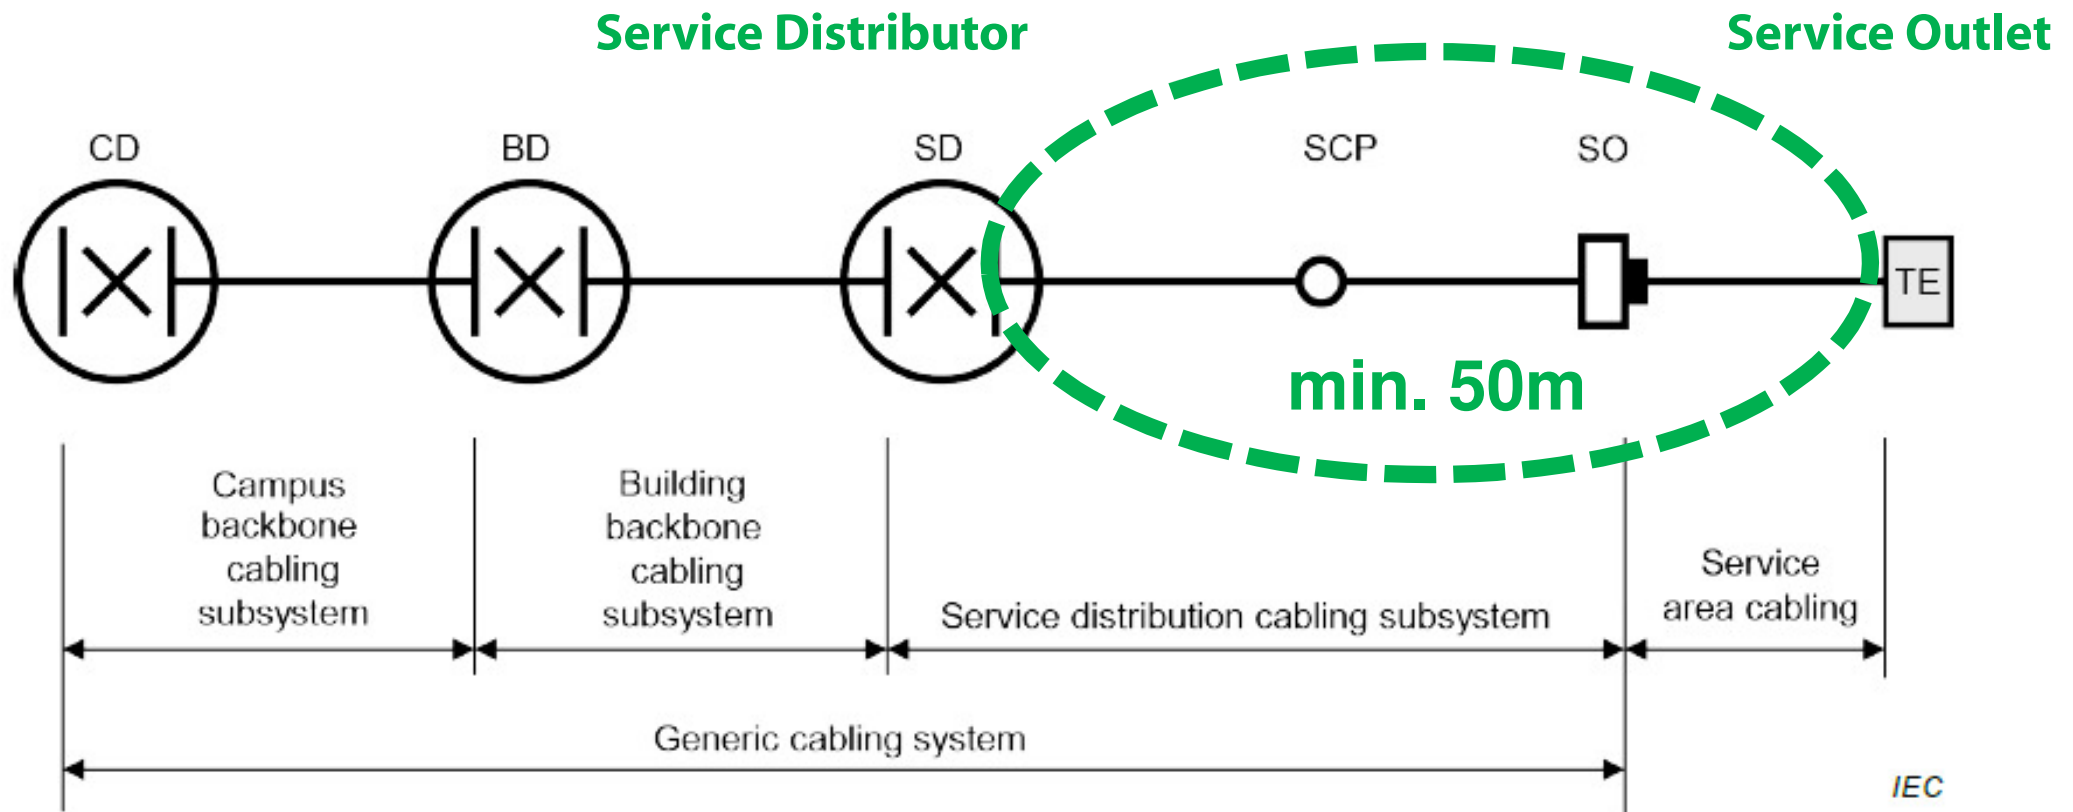 Service Distributor
Service Outlet
CD
BD
SD
SCP
SO
TE
min. 50m
Campus
backbone
cabling
subsystem
Building
backbone
cabling
subsystem
Service distribution cabling subsystem
Service
area cabling
Generic cabling system
IEC